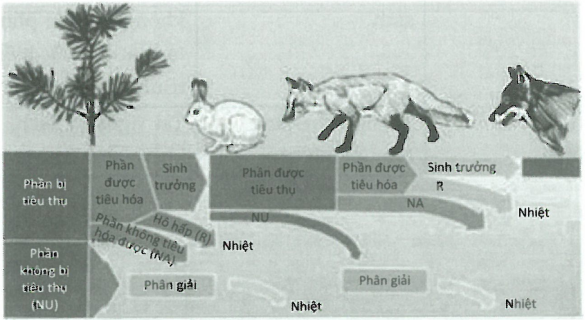 Phần bị
tiêu thụ
Phần
được
tiêu hóa
Sinh
trưởng
Phần được
tiêu thụ
Phần được
tiêu hóa
Sinh trưởng
R
NA
Nhiệt
Hô hấp (R)
Phần không tiêu
hóa được (NA)
NU
Nhiệt
Phần
không bị
tiêu thụ
(NU)
Phân giải
Nhiệt
Phân giải
Nhiệt